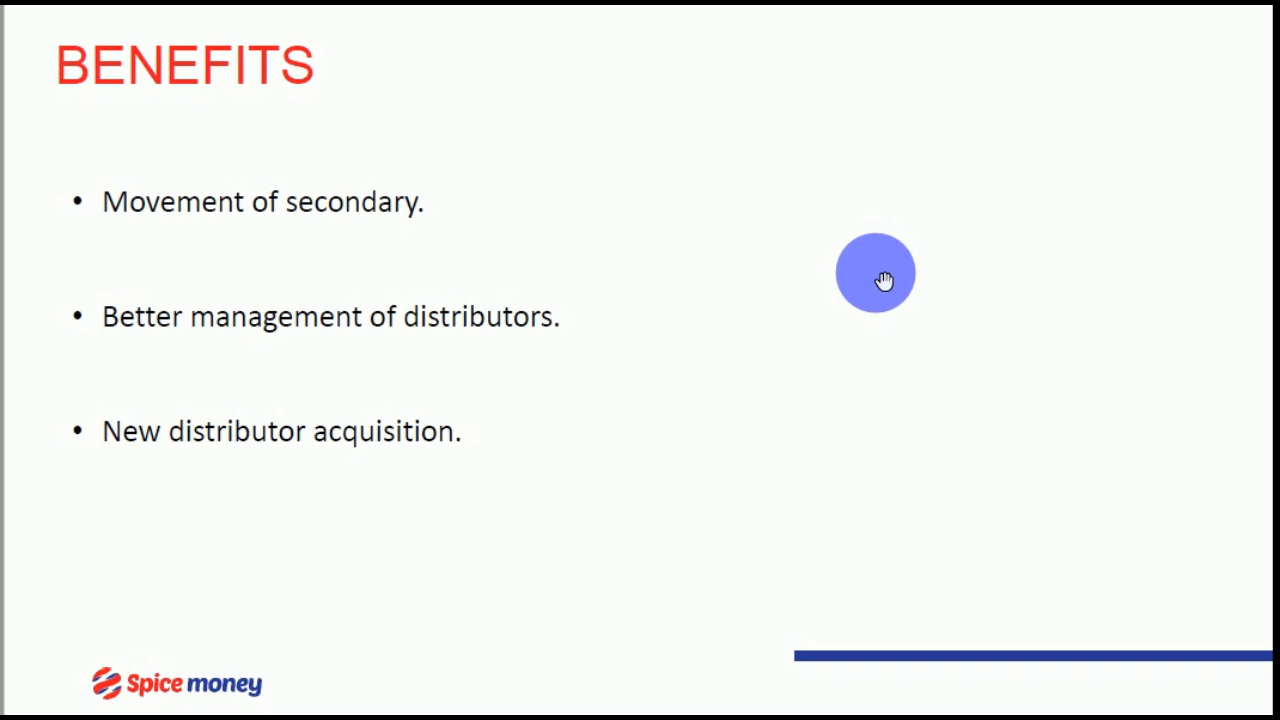 BENEFITS
• Movement of secondary.
• Better management of distributors.
• New distributor acquisition.
Spice money